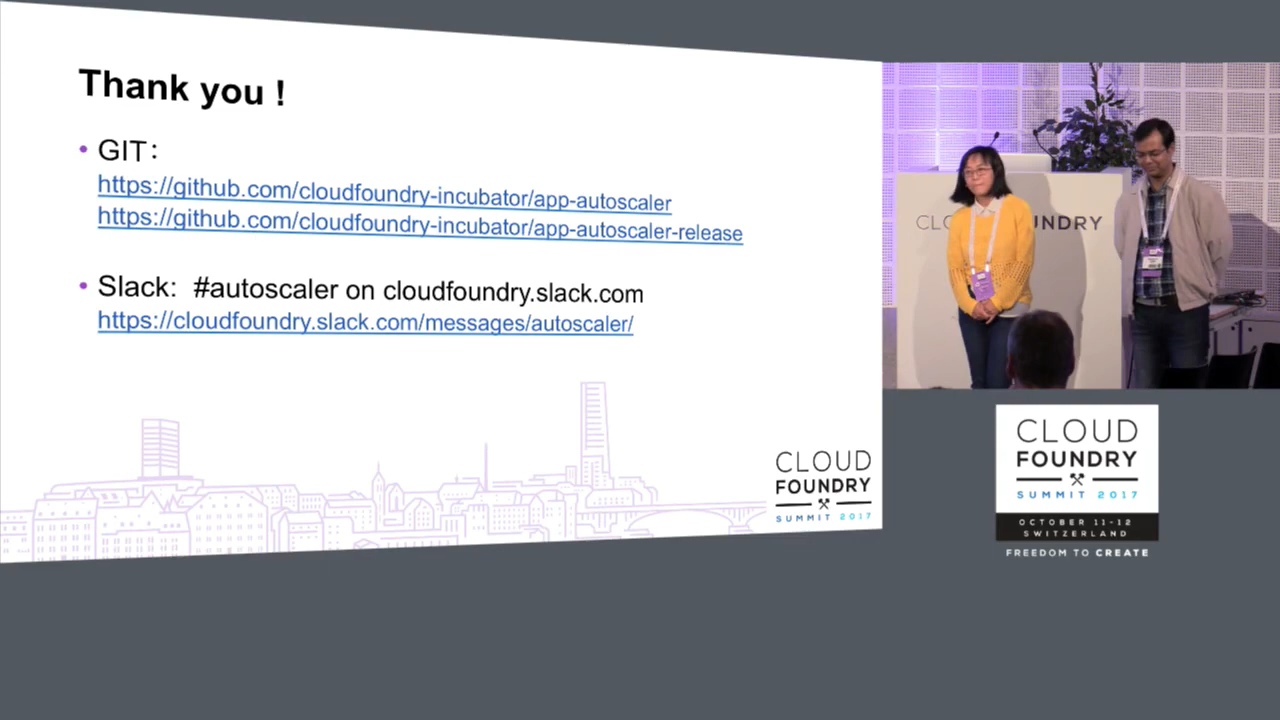 Thank you !
• GIT:
https://github.com/cloudfoundry-incubator/app-autoscaler
https://github.com/cloudfoundry-incubator/app-autoscaler-release
• Slack: #autoscaler on cloudfoundry.slack.com
https://cloudfoundry.slack.com/messages/autoscaler/
CLOUD
FOUNDRY
SUMMIT 2017
CLO NDRY
CLOUD
FOUNDRY
SUMMIT 2017
OCTOBER 11-12
SWITZERLAND
FREEDOM TO CREATE